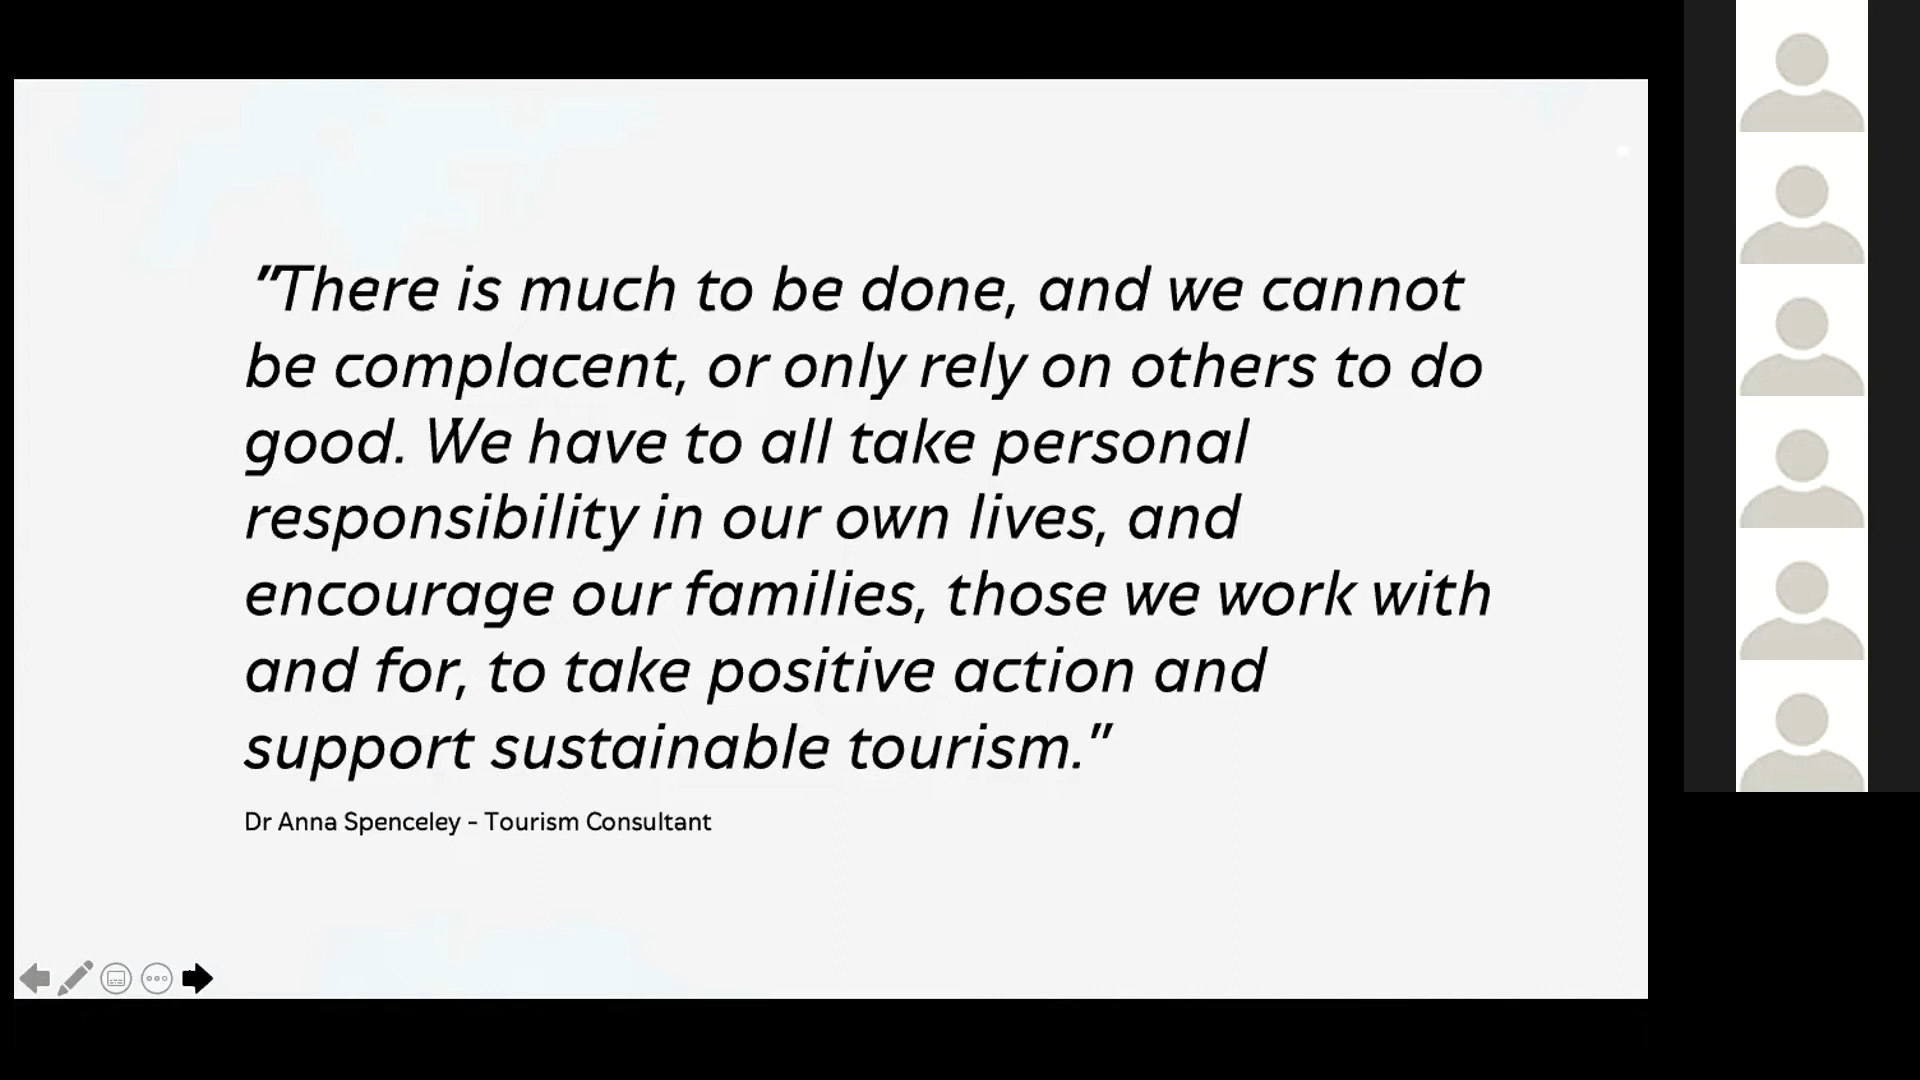 "There is much to be done, and we cannot
be complacent, or only rely on others to do
good. We have to all take personal
responsibility in our own lives, and
encourage our families, those we work with
and for, to take positive action and
support sustainable tourism."
Dr Anna Spenceley - Tourism Consultant